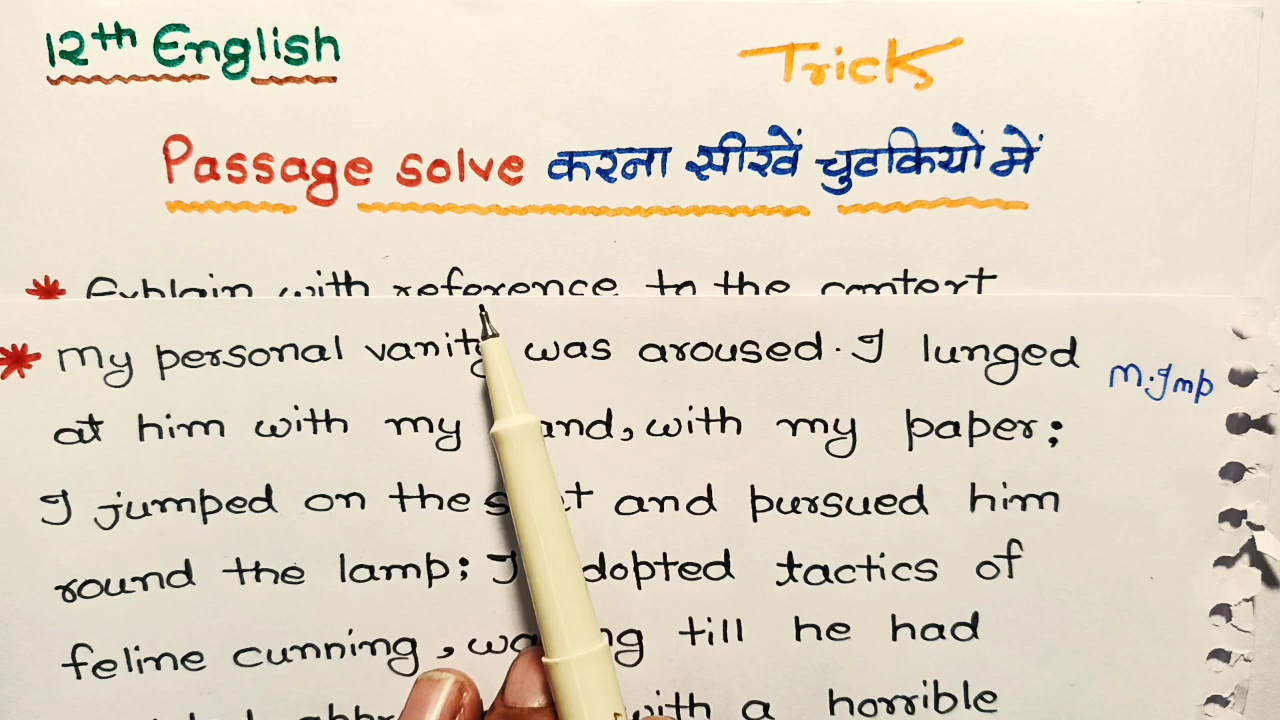 12th English
Trick
Passage solve करना सीखें चुटकियों में
Explain with reference to the context
My personal vanity was aroused. I lunged
M. Imp
at him with my hand, with my paper;
I jumped on the seat and pursued him
round the lamp; I adopted tactics of
feline cunning, waiting till he had
with a horrible